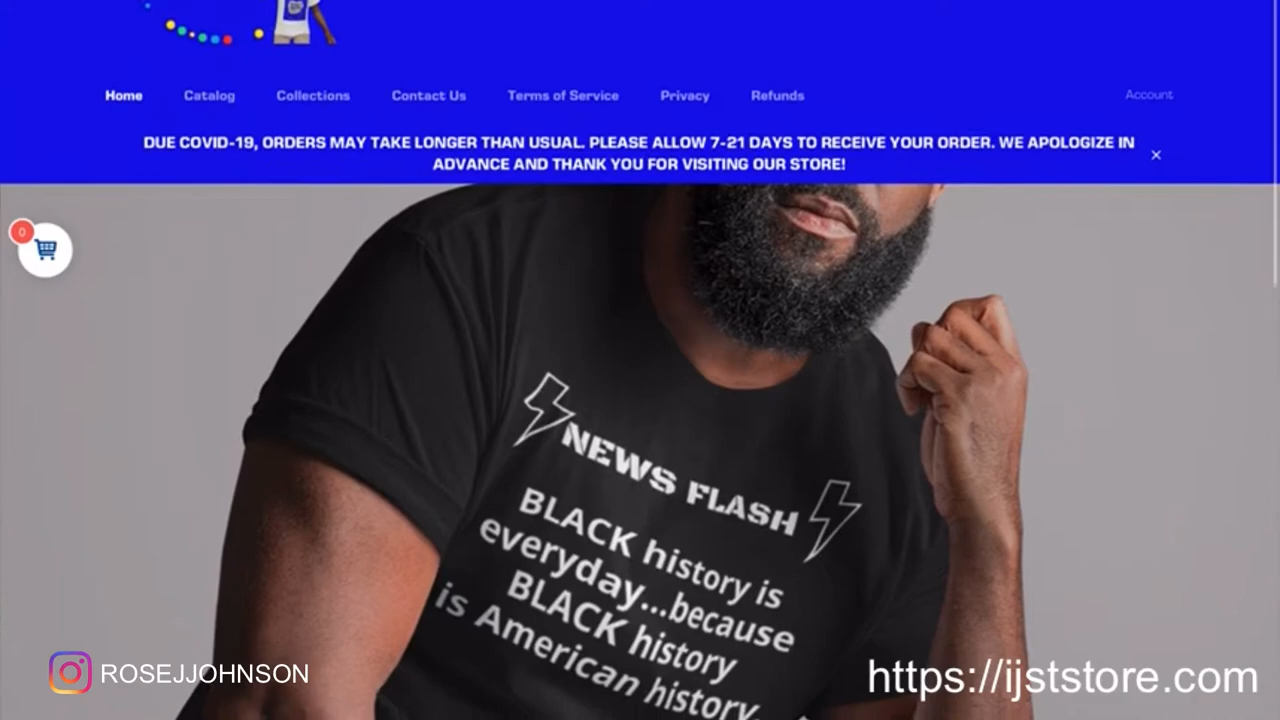 Home Catalog Collections Contact Us Terms of Service Privacy Refunds Account
DUE COVID-19, ORDERS MAY TAKE LONGER THAN USUAL. PLEASE ALLOW 7-21 DAYS TO RECEIVE YOUR ORDER. WE APOLOGIZE IN
ADVANCE AND THANK YOU FOR VISITING OUR STORE!
0
NEWS FLASH
BLACK history is
everyday...because
BLACK history
is American history.
ROSEJJOHNSON
https://ijststore.com